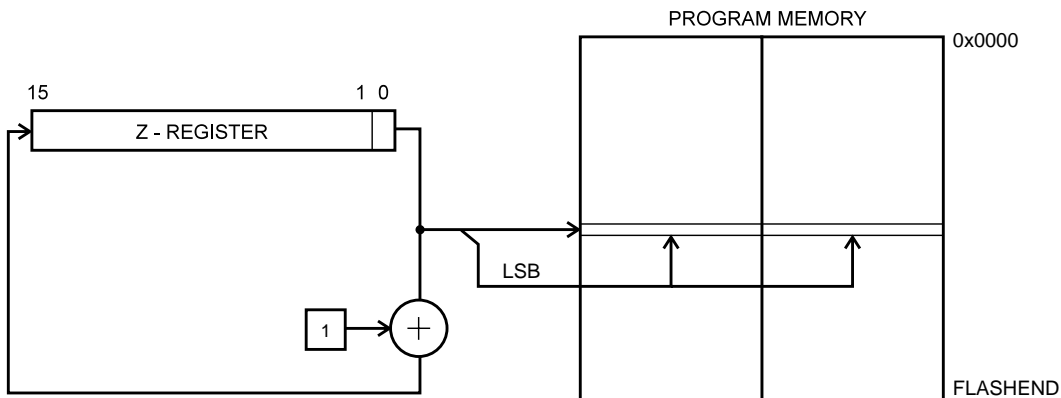 PROGRAM MEMORY
0x0000
15 1 0
Z - REGISTER
LSB
1
+
FLASHEND